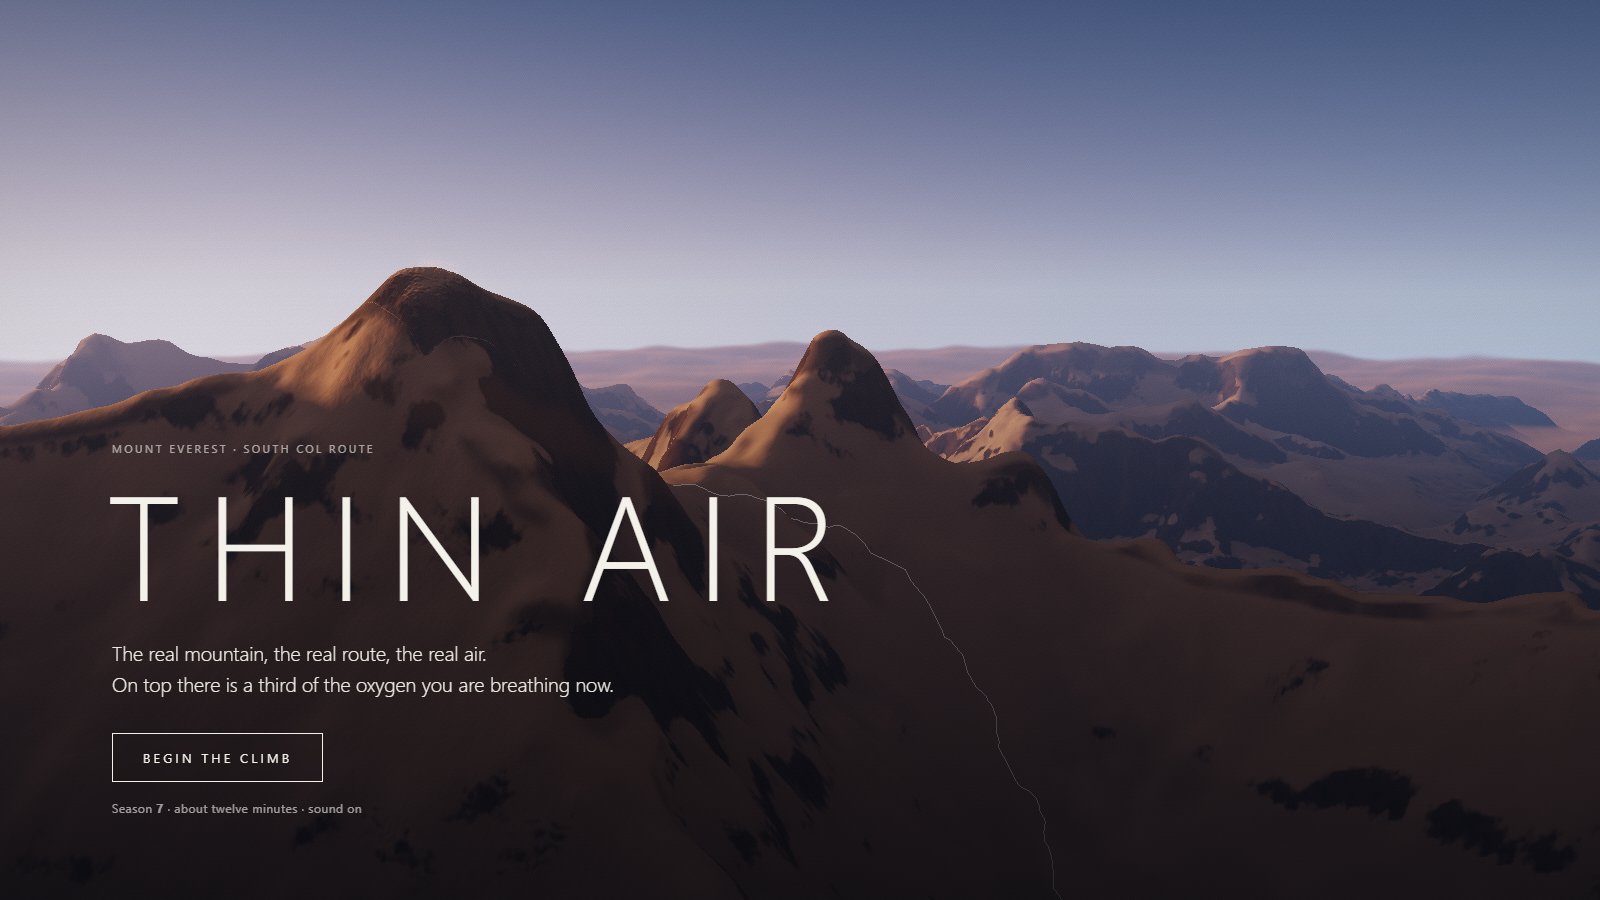 MOUNT EVEREST · SOUTH COL ROUTE
THIN AIR
The real mountain, the real route, the real air.
On top there is a third of the oxygen you are breathing now.
BEGIN THE CLIMB
Season 7 · about twelve minutes · sound on